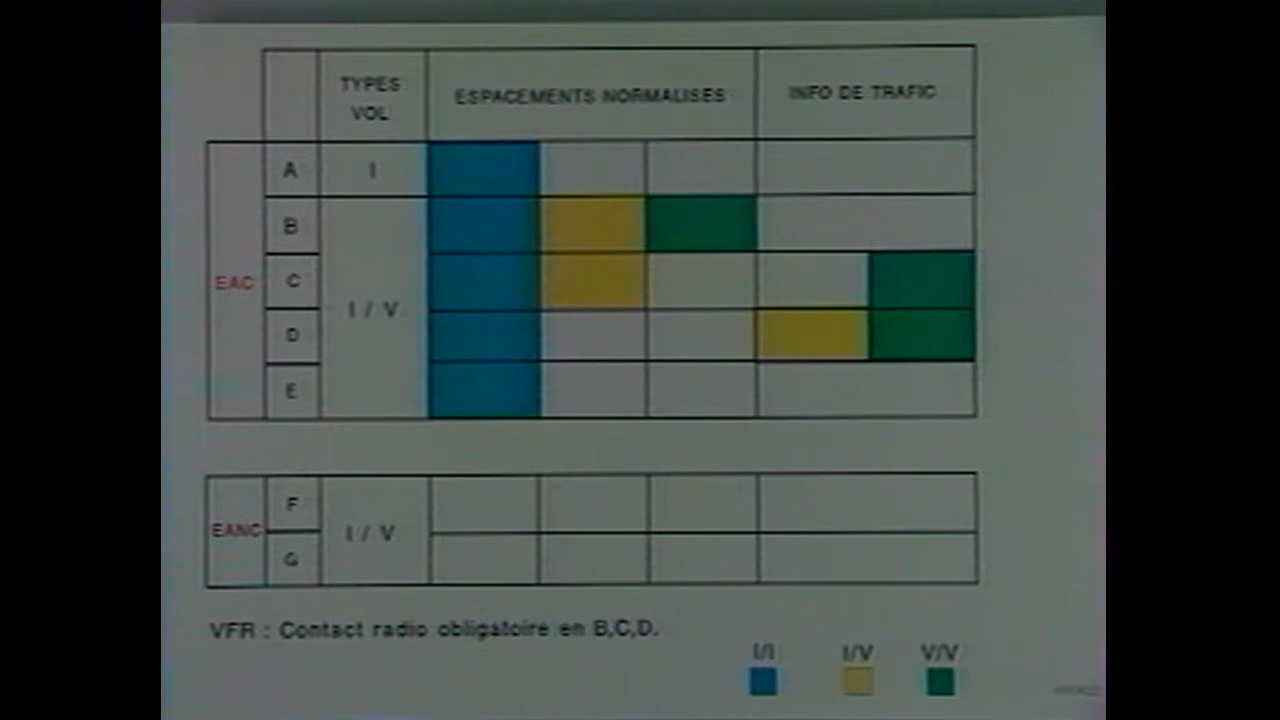 TYPES
VOL
ESPACEMENTS NORMALISES
INFO DE TRAFIC
EAC
A
I
B
C
I / V
D
E
EANC
F
I / V
G
VFR : Contact radio obligatoire en B,C,D.
I/I
I/V
V/V